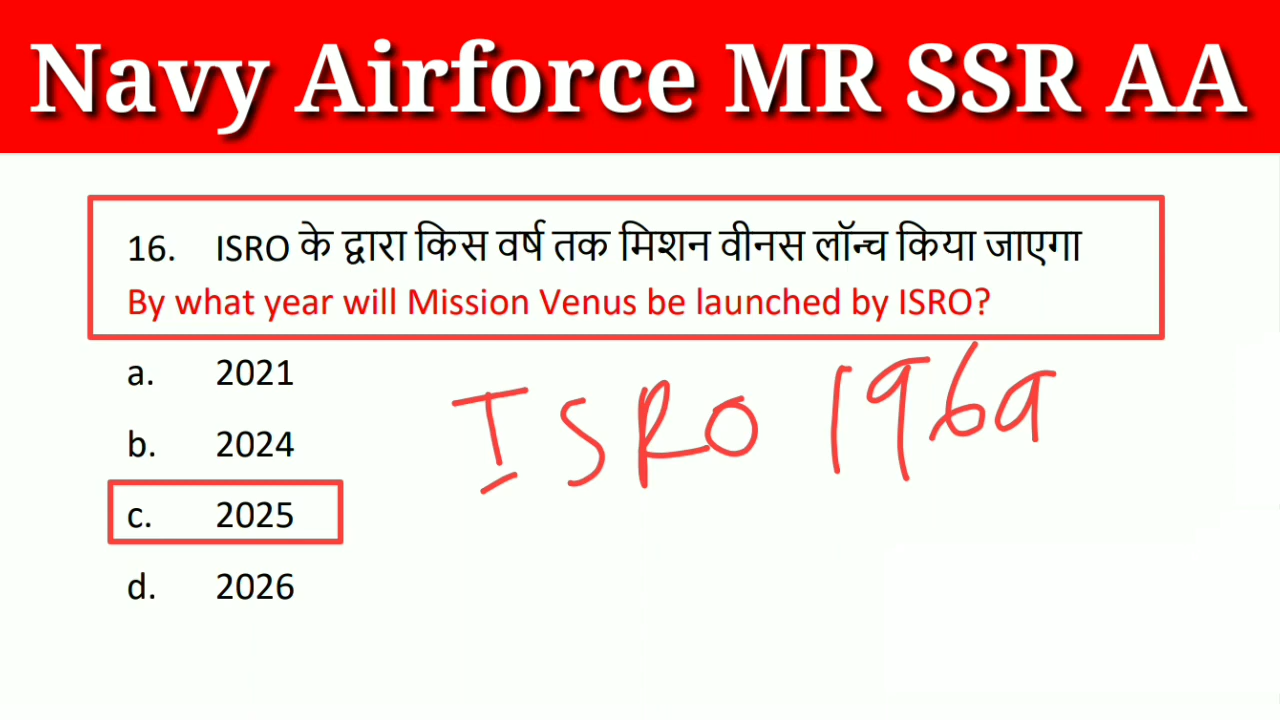 Navy Airforce MR SSR AA
16. ISRO के द्वारा किस वर्ष तक मिशन वीनस लॉन्च किया जाएगा
By what year will Mission Venus be launched by ISRO?
a. 2021
ISRO 1969
b. 2024
c. 2025
d. 2026